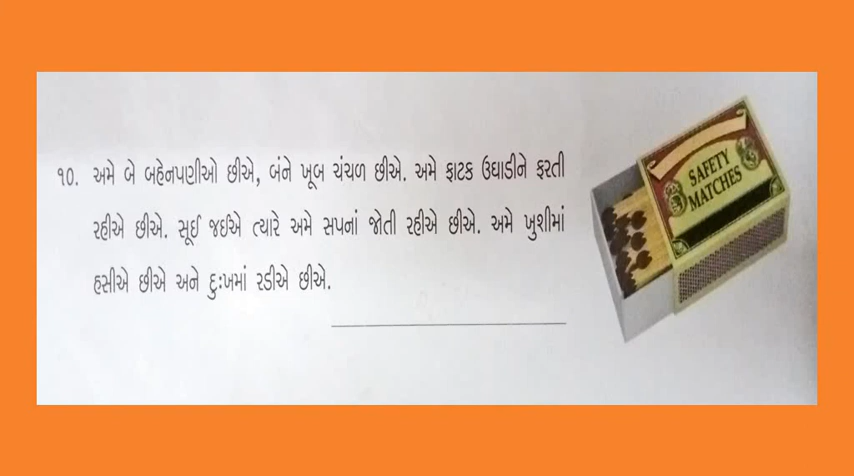 ૧૦. અમે બે બહેનપણીઓ છીએ, બંને ખૂબ ચંચળ છીએ. અમે ફાટક ઉઘાડીને ફરતી
રહીએ છીએ. સૂઈ જઈએ ત્યારે અમે સપનાં જોતી રહીએ છીએ. અમે ખુશીમાં
હસીએ છીએ અને દુઃખમાં રડીએ છીએ.
SAFETY
MATCHES